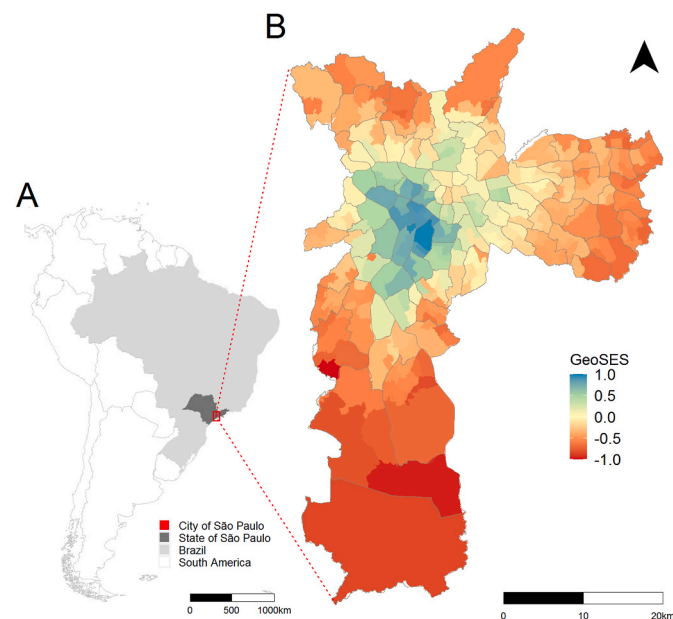 B
A
GeoSES
1.0
0.5
0.0
-0.5
-1.0
City of São Paulo
State of São Paulo
Brazil
South America
0 500 1000km
0 10 20km